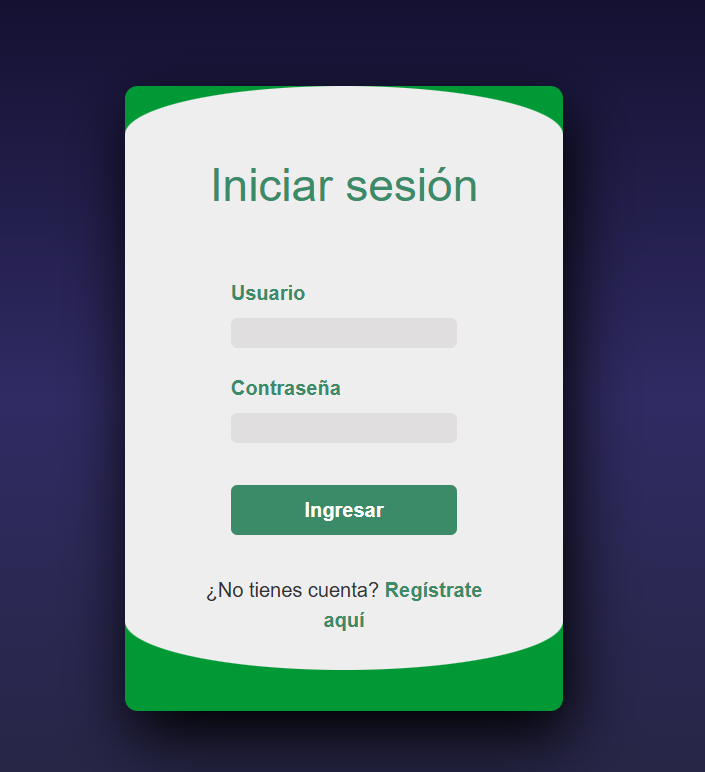 Iniciar sesión
Usuario
Contraseña
Ingresar
¿No tienes cuenta? Regístrate
aquí